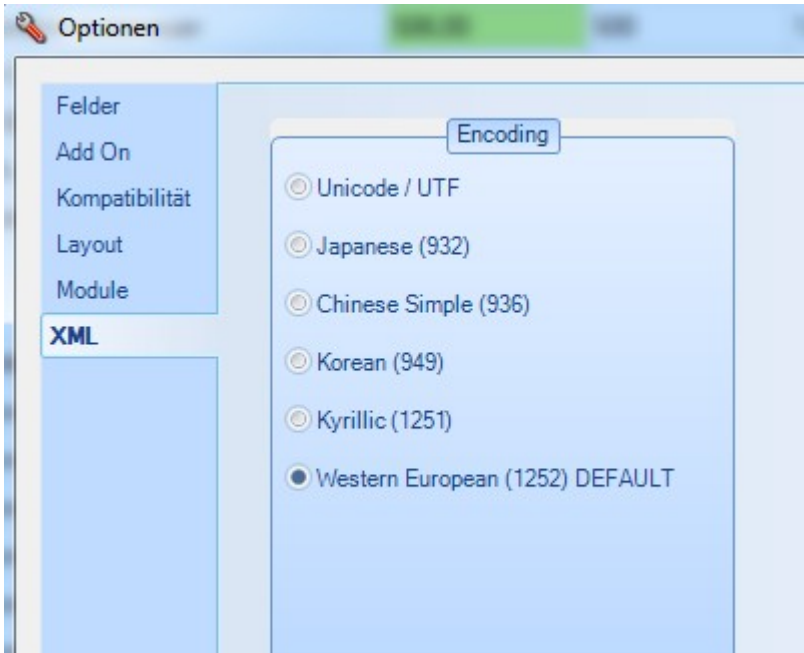 Optionen
Felder
Add On
Kompatibilität
Layout
Module
XML
Encoding
Unicode / UTF
Japanese (932)
Chinese Simple (936)
Korean (949)
Kyrillic (1251)
Western European (1252) DEFAULT